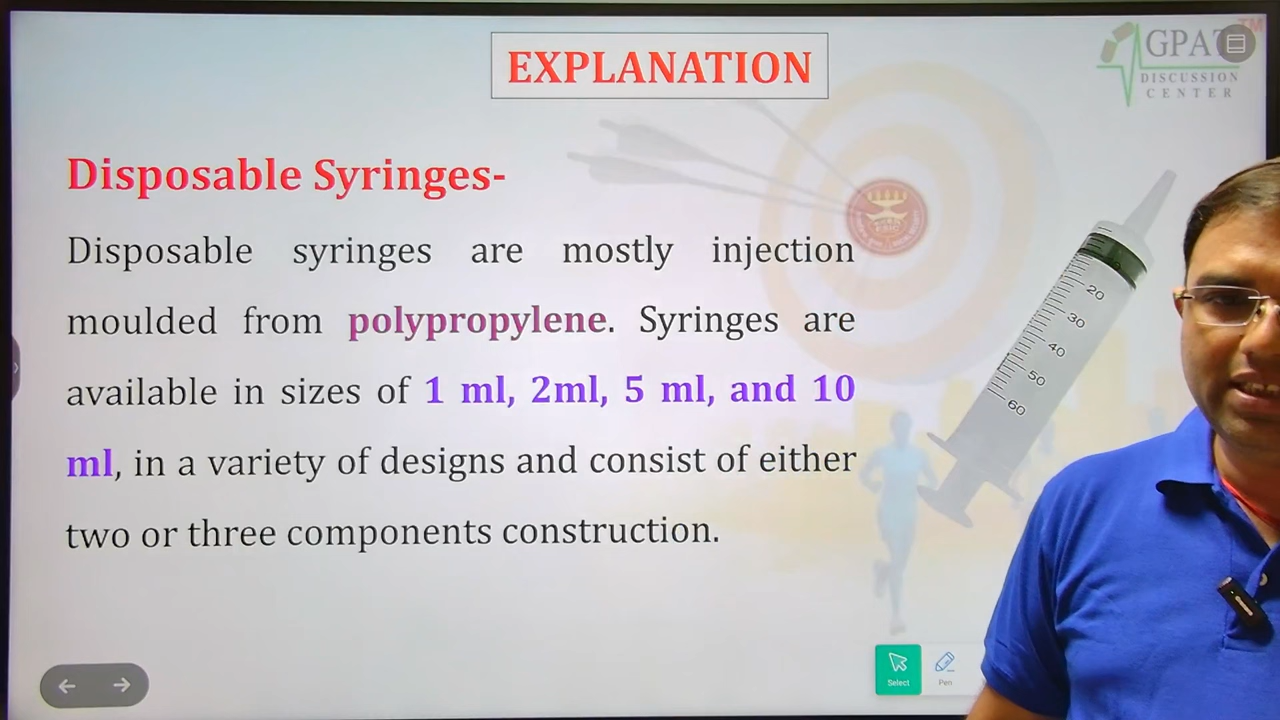 EXPLANATION
GPAT
TM
DISCUSSION
CENTER
Disposable Syringes-
Disposable syringes are mostly injection
moulded from polypropylene. Syringes are
available in sizes of 1 ml, 2ml, 5 ml, and 10
ml, in a variety of designs and consist of either
two or three components construction.
20
30
40
50
60
Select
Pen